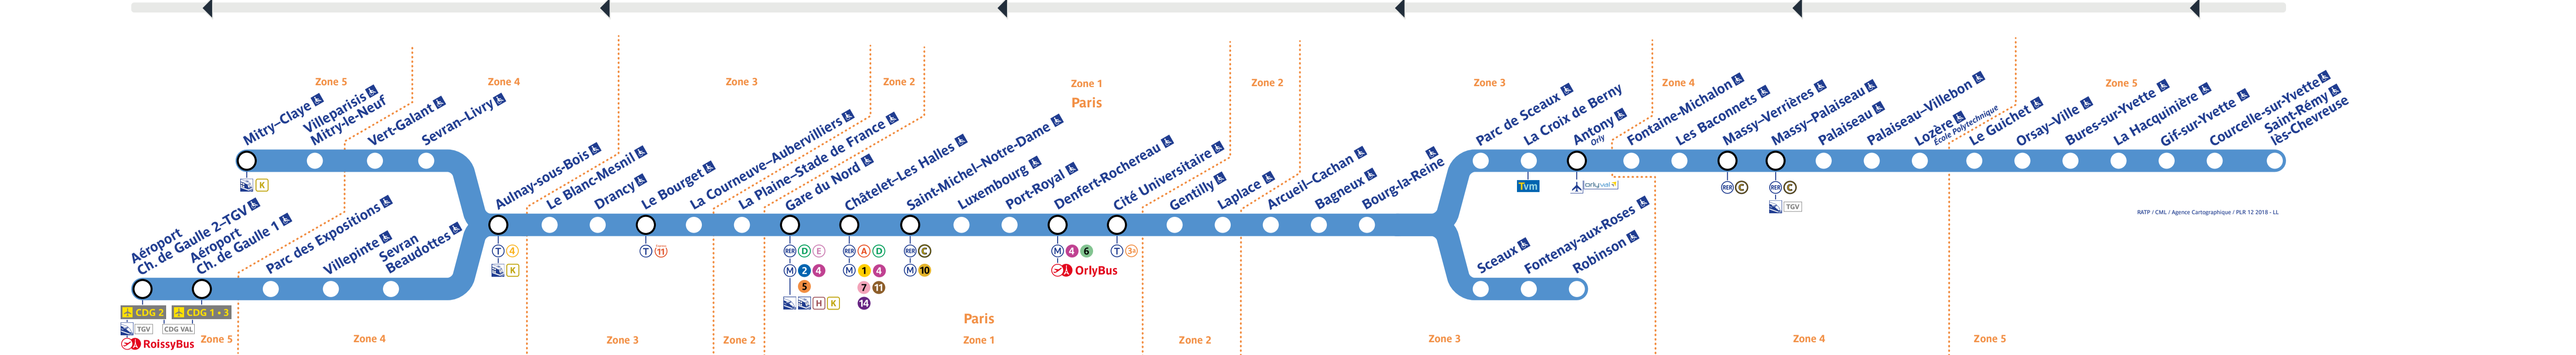 Zone 5
Zone 4
Zone 3
Zone 2
Zone 1
Paris
Zone 2
Zone 3
Zone 4
Zone 5
Mitry–Claye
Villeparisis
Mitry-le-Neuf
Vert-Galant
Sevran–Livry
K
Aéroport
Ch. de Gaulle 2–TGV
Aéroport
Ch. de Gaulle 1
Parc des Expositions
Villepinte
Sevran
Beaudottes
CDG 2
CDG 1 • 3
TGV
CDG VAL
RoissyBus
Aulnay-sous-Bois
T 4
K
Le Blanc-Mesnil
Drancy
Le Bourget
T 11
La Courneuve–Aubervilliers
La Plaine–Stade de France
Gare du Nord
RER D E
M 2 4
5
H K
Châtelet–Les Halles
RER A D
M 1 4
7 11
14
Saint-Michel–Notre-Dame
RER C
M 10
Luxembourg
Port-Royal
Denfert-Rochereau
M 4 6
OrlyBus
Cité Universitaire
T 3a
Gentilly
Laplace
Arcueil–Cachan
Bagneux
Bourg-la-Reine
Parc de Sceaux
La Croix de Berny
Tvm
Antony
Orly
orlyval
Fontaine-Michalon
Les Baconnets
Massy–Verrières
RER C
Massy–Palaiseau
RER C
TGV
Palaiseau
Palaiseau–Villebon
Lozère
École Polytechnique
Le Guichet
Orsay–Ville
Bures-sur-Yvette
La Hacquinière
Gif-sur-Yvette
Courcelle-sur-Yvette
Saint-Rémy
lès-Chevreuse
Sceaux
Fontenay-aux-Roses
Robinson
RATP / CML / Agence Cartographique / PLR 12 2018 - LL
Zone 5
Zone 4
Zone 3
Zone 2
Paris
Zone 1
Zone 2
Zone 3
Zone 4
Zone 5